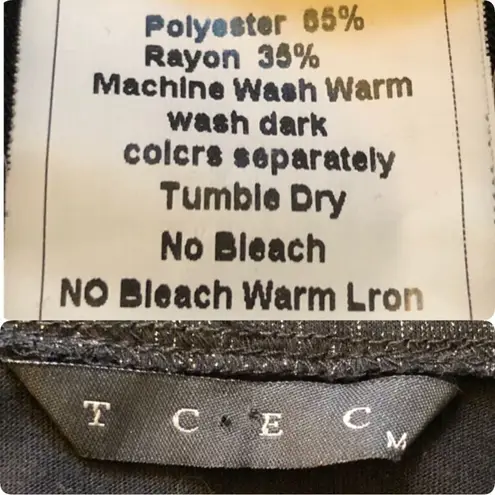 Polyester 65%
Rayon 35%
Machine Wash Warm
wash dark
colcrs separately
Tumble Dry
No Bleach
NO Bleach Warm Lron
T C & E C
M